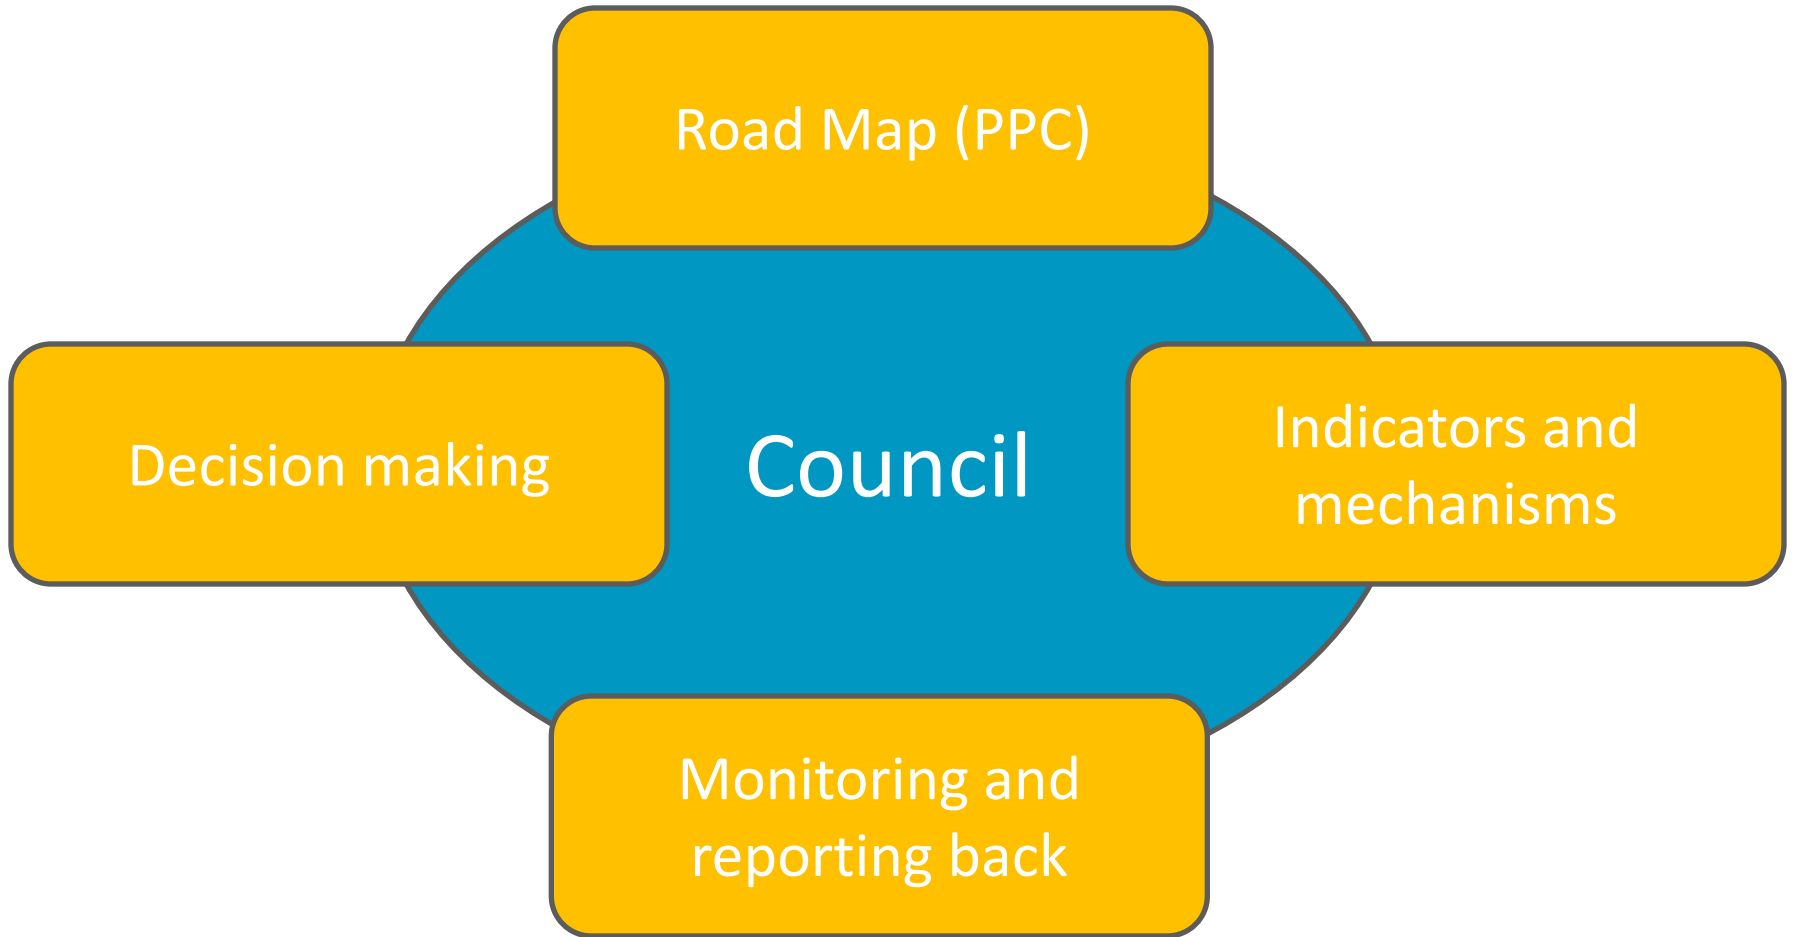 Road Map (PPC)
Decision making
Council
Indicators and
mechanisms
Monitoring and
reporting back